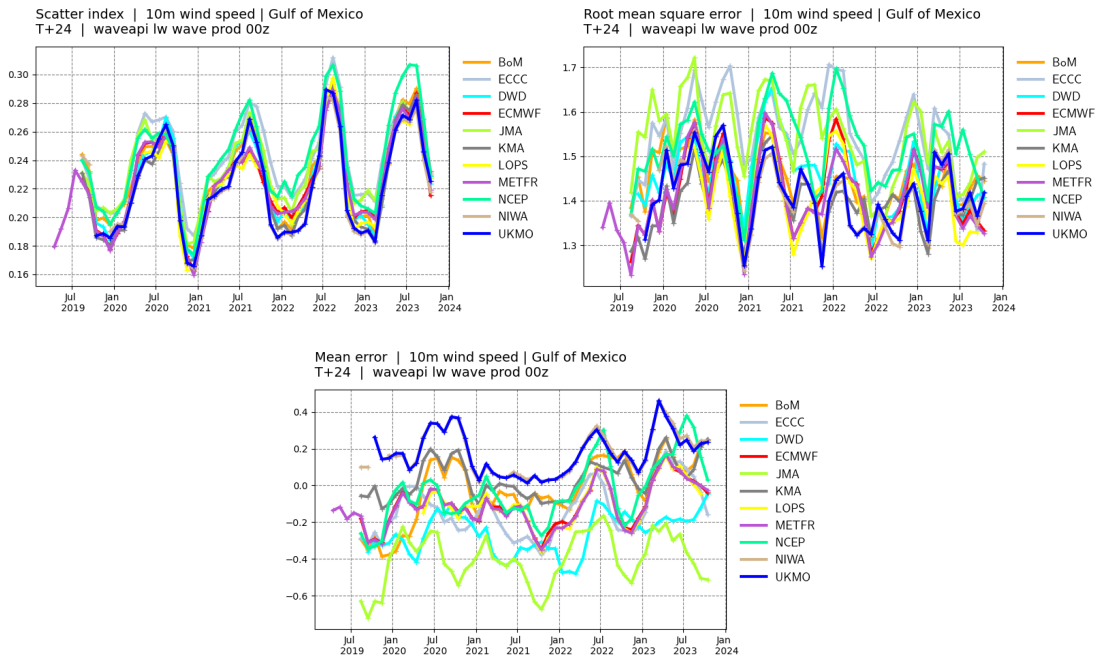 Scatter index | 10m wind speed | Gulf of Mexico
T+24 | waveapi lw wave prod 00z
0.30
0.28
0.26
0.24
0.22
0.20
0.18
0.16
Jul 2019
Jan 2020
Jul 2020
Jan 2021
Jul 2021
Jan 2022
Jul 2022
Jan 2023
Jul 2023
Jan 2024
BoM
ECCC
DWD
ECMWF
JMA
KMA
LOPS
METFR
NCEP
NIWA
UKMO
Root mean square error | 10m wind speed | Gulf of Mexico
T+24 | waveapi lw wave prod 00z
1.7
1.6
1.5
1.4
1.3
Jul 2019
Jan 2020
Jul 2020
Jan 2021
Jul 2021
Jan 2022
Jul 2022
Jan 2023
Jul 2023
Jan 2024
BoM
ECCC
DWD
ECMWF
JMA
KMA
LOPS
METFR
NCEP
NIWA
UKMO
Mean error | 10m wind speed | Gulf of Mexico
T+24 | waveapi lw wave prod 00z
0.4
0.2
0.0
−0.2
−0.4
−0.6
Jul 2019
Jan 2020
Jul 2020
Jan 2021
Jul 2021
Jan 2022
Jul 2022
Jan 2023
Jul 2023
Jan 2024
BoM
ECCC
DWD
ECMWF
JMA
KMA
LOPS
METFR
NCEP
NIWA
UKMO